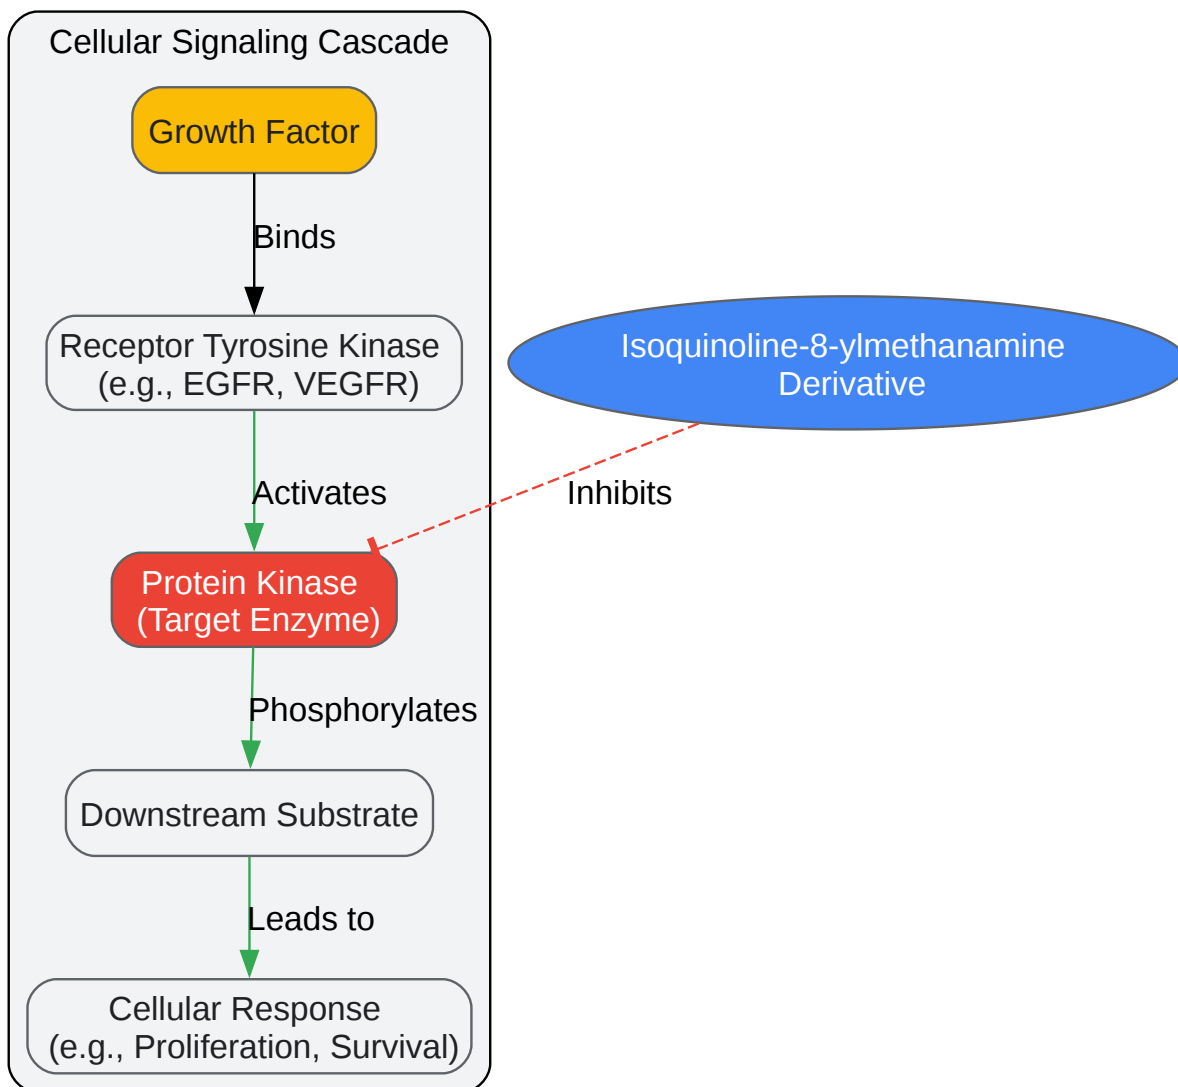 Cellular Signaling Cascade
Growth Factor
Binds
Receptor Tyrosine Kinase
(e.g., EGFR, VEGFR)
Isoquinoline-8-ylmethanamine
Derivative
Activates
Inhibits
Protein Kinase
(Target Enzyme)
Phosphorylates
Downstream Substrate
Leads to
Cellular Response
(e.g., Proliferation, Survival)